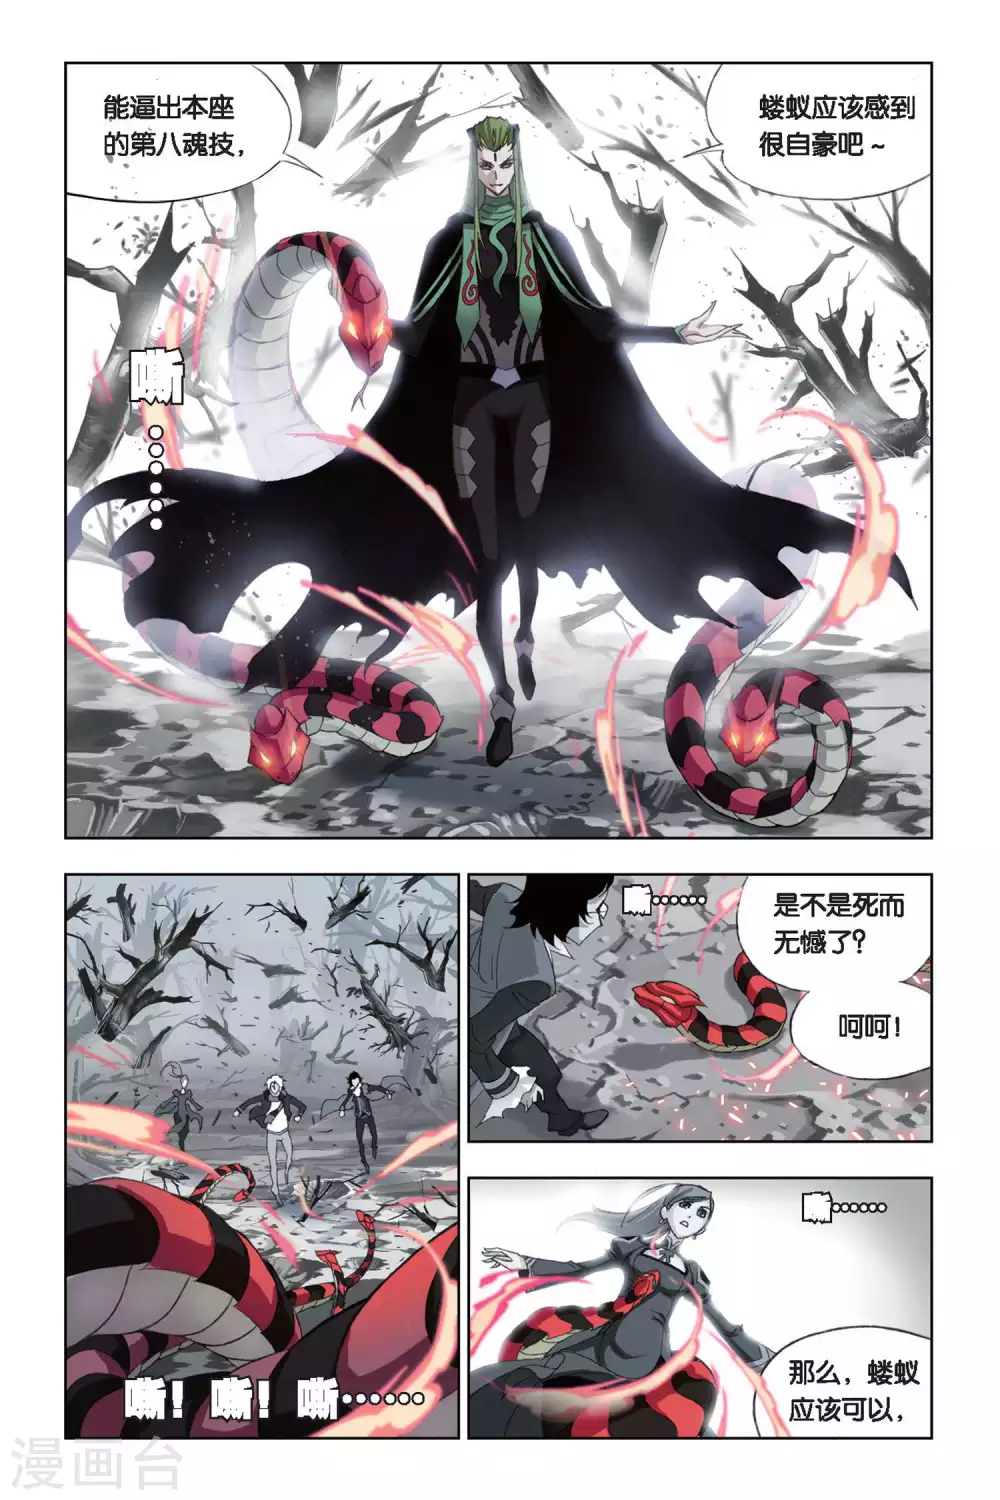 能逼出本座
的第八魂技，
蝼蚁应该感到
很自豪吧～
嘶……
嘶！嘶！嘶……
嘶……
是不是死而
无憾了？
呵呵！
嘶……
那么，蝼蚁
应该可以，
漫画台